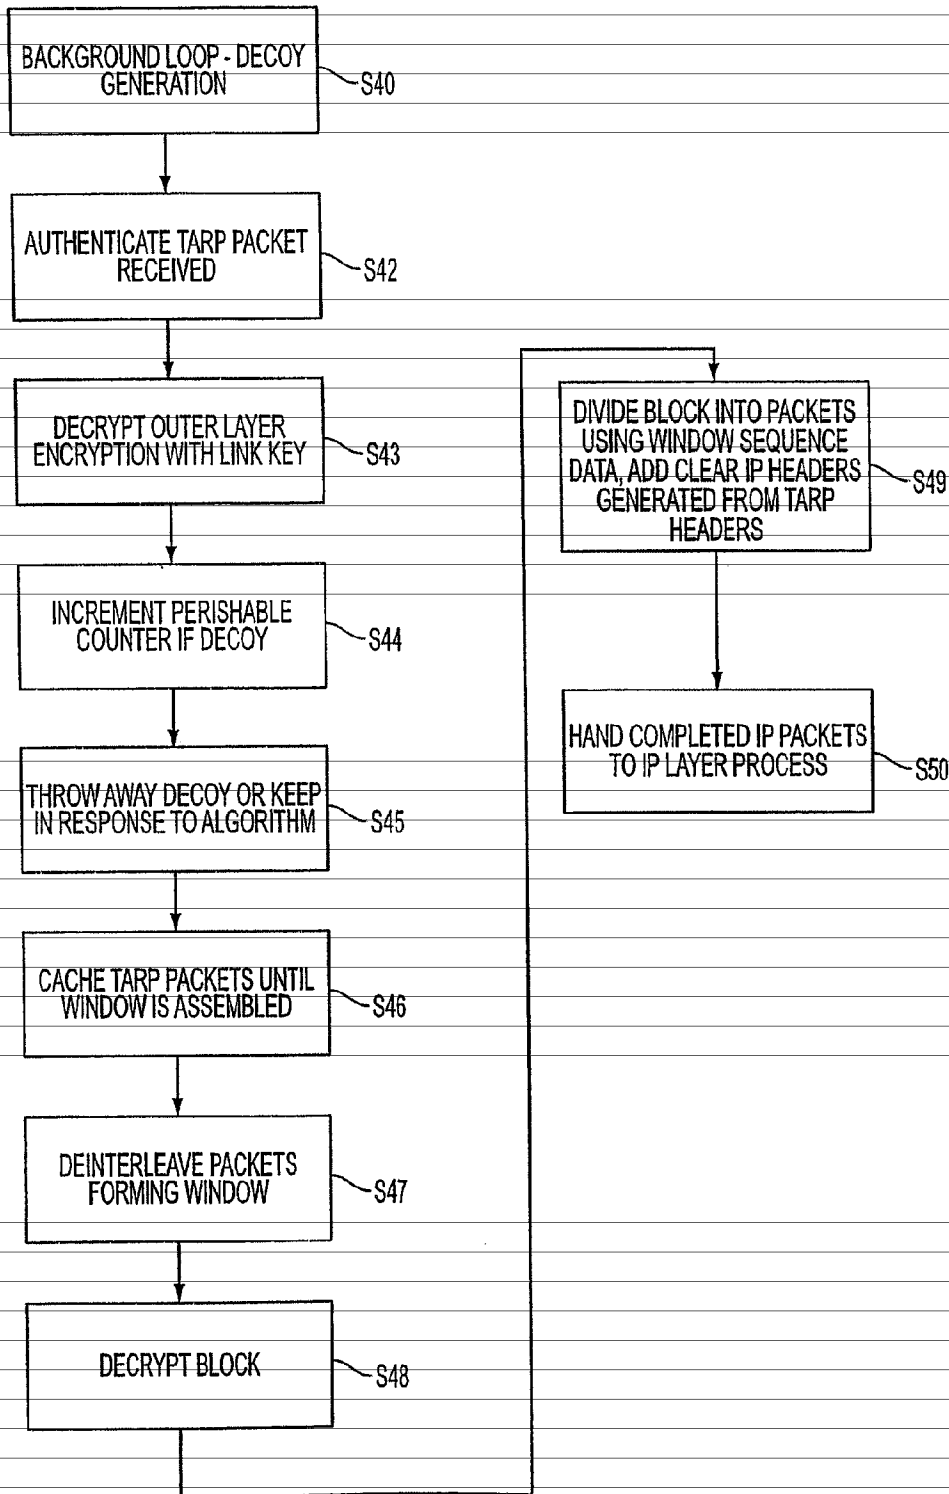 BACKGROUND LOOP - DECOY
GENERATION
S40
AUTHENTICATE TARP PACKET
RECEIVED
S42
DECRYPT OUTER LAYER
ENCRYPTION WITH LINK KEY
S43
INCREMENT PERISHABLE
COUNTER IF DECOY
S44
THROW AWAY DECOY OR KEEP
IN RESPONSE TO ALGORITHM
S45
CACHE TARP PACKETS UNTIL
WINDOW IS ASSEMBLED
S46
DEINTERLEAVE PACKETS
FORMING WINDOW
S47
DECRYPT BLOCK
S48
DIVIDE BLOCK INTO PACKETS
USING WINDOW SEQUENCE
DATA, ADD CLEAR IP HEADERS
GENERATED FROM TARP
HEADERS
S49
HAND COMPLETED IP PACKETS
TO IP LAYER PROCESS
S50